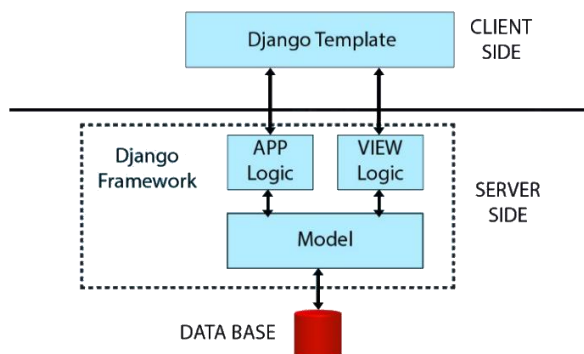 Django Template
CLIENT
SIDE
Django
Framework
APP
Logic
VIEW
Logic
SERVER
SIDE
Model
DATA BASE